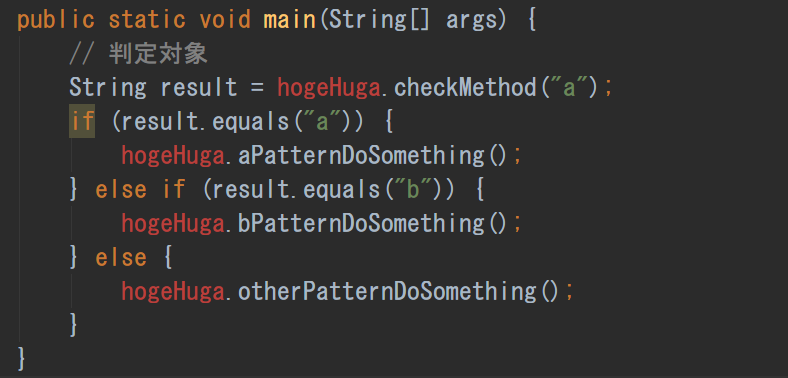 public static void main(String[] args) {
// 判定対象
String result = hogeHuga.checkMethod("a");
if (result.equals("a")) {
hogeHuga.aPatternDoSomething();
} else if (result.equals("b")) {
hogeHuga.bPatternDoSomething();
} else {
hogeHuga.otherPatternDoSomething();
}
}